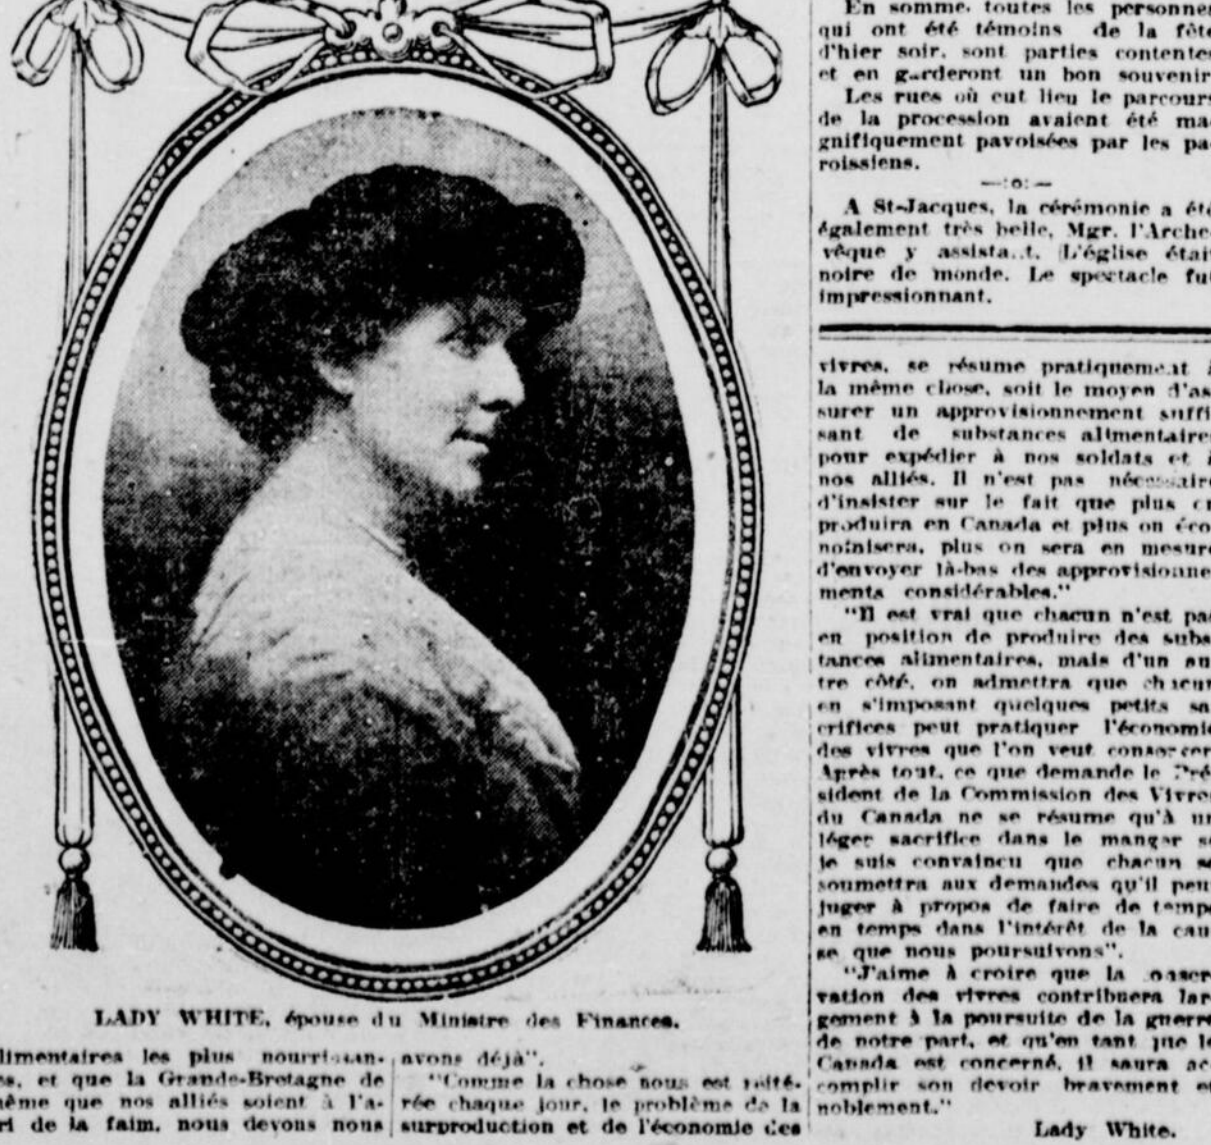 En somme, toutes les personnes
qui ont été témoins de la fête
d'hier soir, sont parties contentes
et en garderont un bon souvenir
Les rues où eut lieu le parcours
de la procession avaient été ma-
gnifiquement pavoisées par les pa-
roissiens.
—:o:—
A St-Jacques, la cérémonie a été
également très belle, Mgr. l'Arche-
vêque y assista..t. L'église était
noire de monde. Le spectacle fut
impressionnant.
LADY WHITE, épouse du Ministre des Finances.
limentaires les plus nourrissan-
s, et que la Grande-Bretagne de
ême que nos alliés soient à l'a-
ri de la faim, nous devons nous
avons déjà".
"Comme la chose nous est réité-
rée chaque jour, le problème de la
surproduction et de l'économie des
vivres, se résume pratiquement à
la même chose, soit le moyen d'as-
surer un approvisionnement suffi-
sant de substances alimentaires
pour expédier à nos soldats et à
nos alliés. Il n'est pas nécessaire
d'insister sur le fait que plus on
produira en Canada et plus on éco-
nomisera, plus on sera en mesure
d'envoyer là-bas des approvisionne-
ments considérables."
"Il est vrai que chacun n'est pas
en position de produire des subs-
tances alimentaires, mais d'un au-
tre côté, on admettra que chacun
en s'imposant quelques petits sa-
crifices peut pratiquer l'économie
des vivres que l'on veut conserver.
Après tout, ce que demande le Pré-
sident de la Commission des Vivres
du Canada ne se résume qu'à un
léger sacrifice dans le manger se
je suis convaincu que chacun se
soumettra aux demandes qu'il peut
juger à propos de faire de temps
en temps dans l'intérêt de la cau-
se que nous poursuivons".
"J'aime à croire que la conser-
vation des vivres contribuera lar-
gement à la poursuite de la guerre
de notre part, et qu'en tant que le
Canada est concerné, il saura ac-
complir son devoir bravement et
noblement."
Lady White.